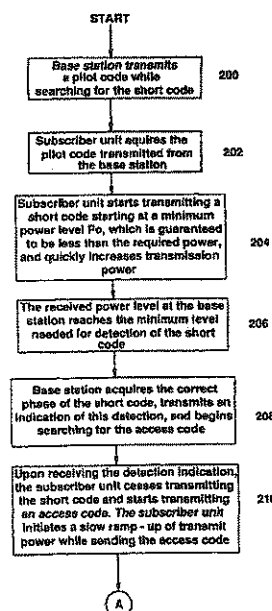 START
Base station transmits
a pilot code while
searching for the short code
200
Subscriber unit aquires the
pilot code transmitted from
the base station
202
Subscriber unit starts transmitting a
short code starting at a minimum
power level Po, which is guaranteed
to be less than the required power,
and quickly increases transmission
power
204
The received power level at the base
station reaches the minimum level
needed for detection of the short
code
206
Base station acquires the correct
phase of the short code, transmits an
indication of this detection, and begins
searching for the access code
208
Upon receiving the detection indication,
the subscriber unit ceases transmitting
the short code and starts transmitting
an access code. The subscriber unit
initiates a slow ramp - up of transmit
power while sending the access code
210
A